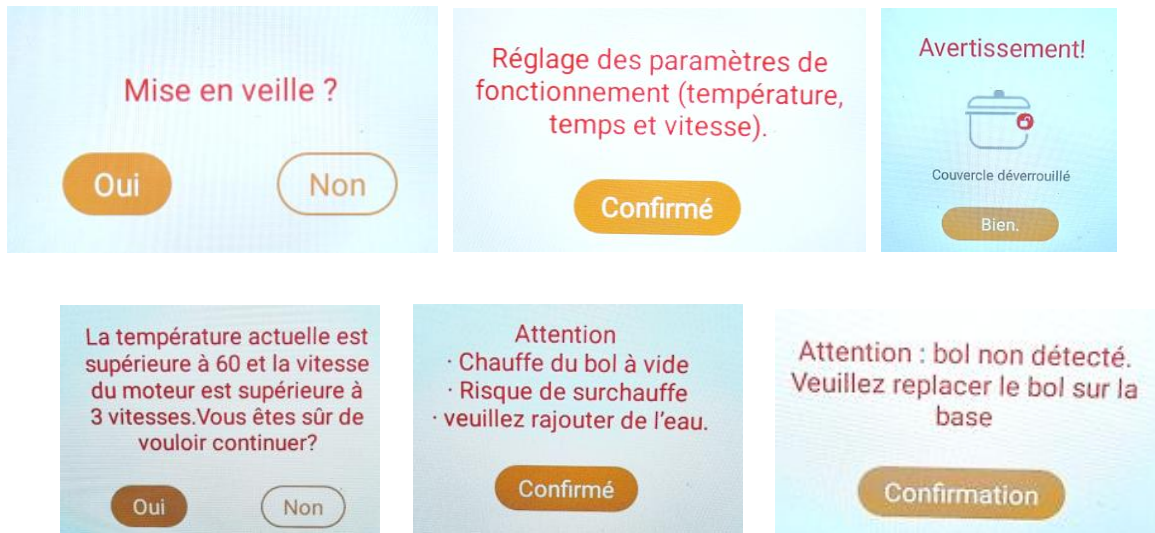 Mise en veille ?
Oui
Non
Réglage des paramètres de
fonctionnement (température,
temps et vitesse).
Confirmé
Avertissement!
Couvercle déverrouillé
Bien.
La température actuelle est
supérieure à 60 et la vitesse
du moteur est supérieure à
3 vitesses.Vous êtes sûr de
vouloir continuer?
Oui
Non
Attention
· Chauffe du bol à vide
· Risque de surchauffe
· veuillez rajouter de l'eau.
Confirmé
Attention : bol non détecté.
Veuillez replacer le bol sur la
base
Confirmation